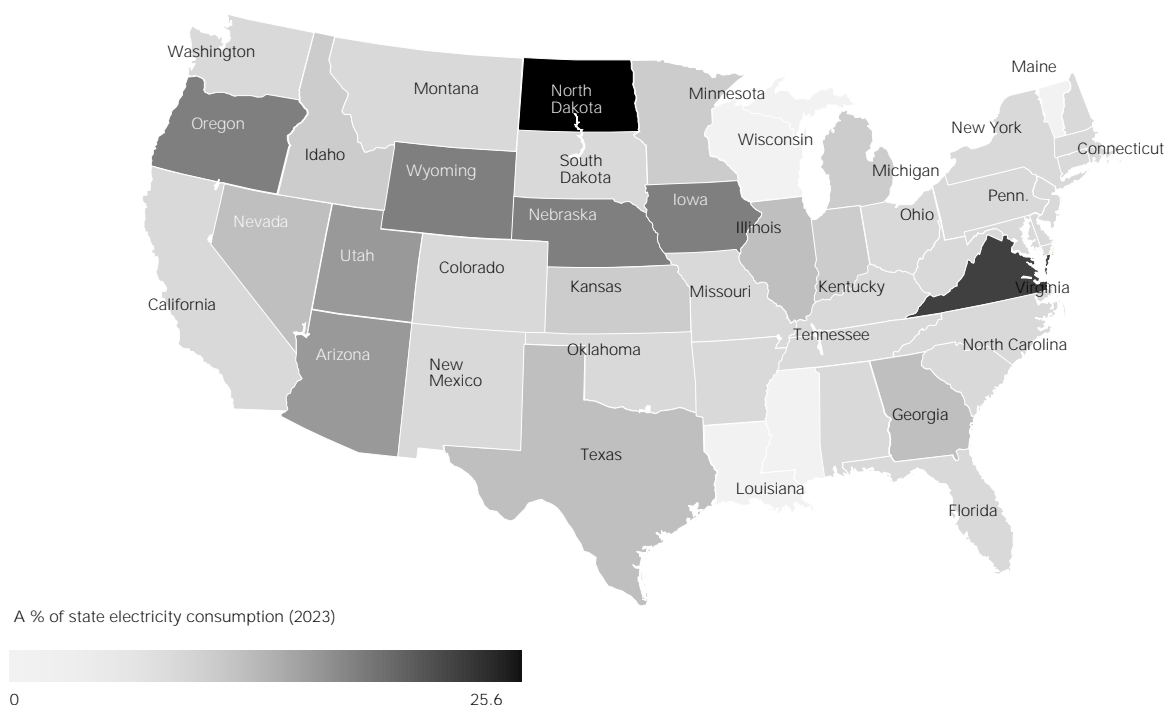 Maine
Washington
Montana
North
Dakota
Minnesota
Oregon
New York
Wisconsin
Connecticut
Idaho
South
Dakota
Wyoming
Michigan
Penn.
Iowa
Nebraska
Ohio
Nevada
Illinois
Utah
Colorado
Kansas
Missouri
Kentucky
Virginia
California
Tennessee
North Carolina
Oklahoma
Arizona
New
Mexico
Georgia
Texas
Louisiana
Florida
A % of state electricity consumption (2023)
0
25.6